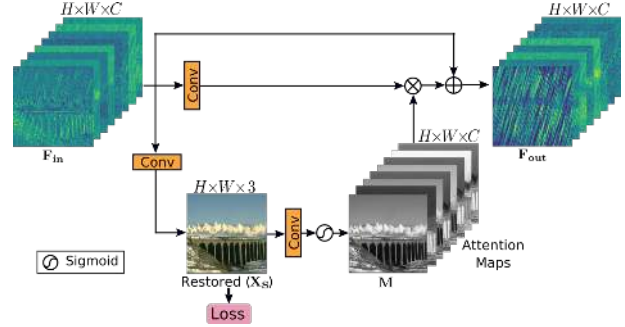 H×W×C
H×W×C
Conv
F_in
H×W×C
F_out
Conv
H×W×3
Conv
Attention
Maps
Sigmoid
Restored (X_S)
M
Loss